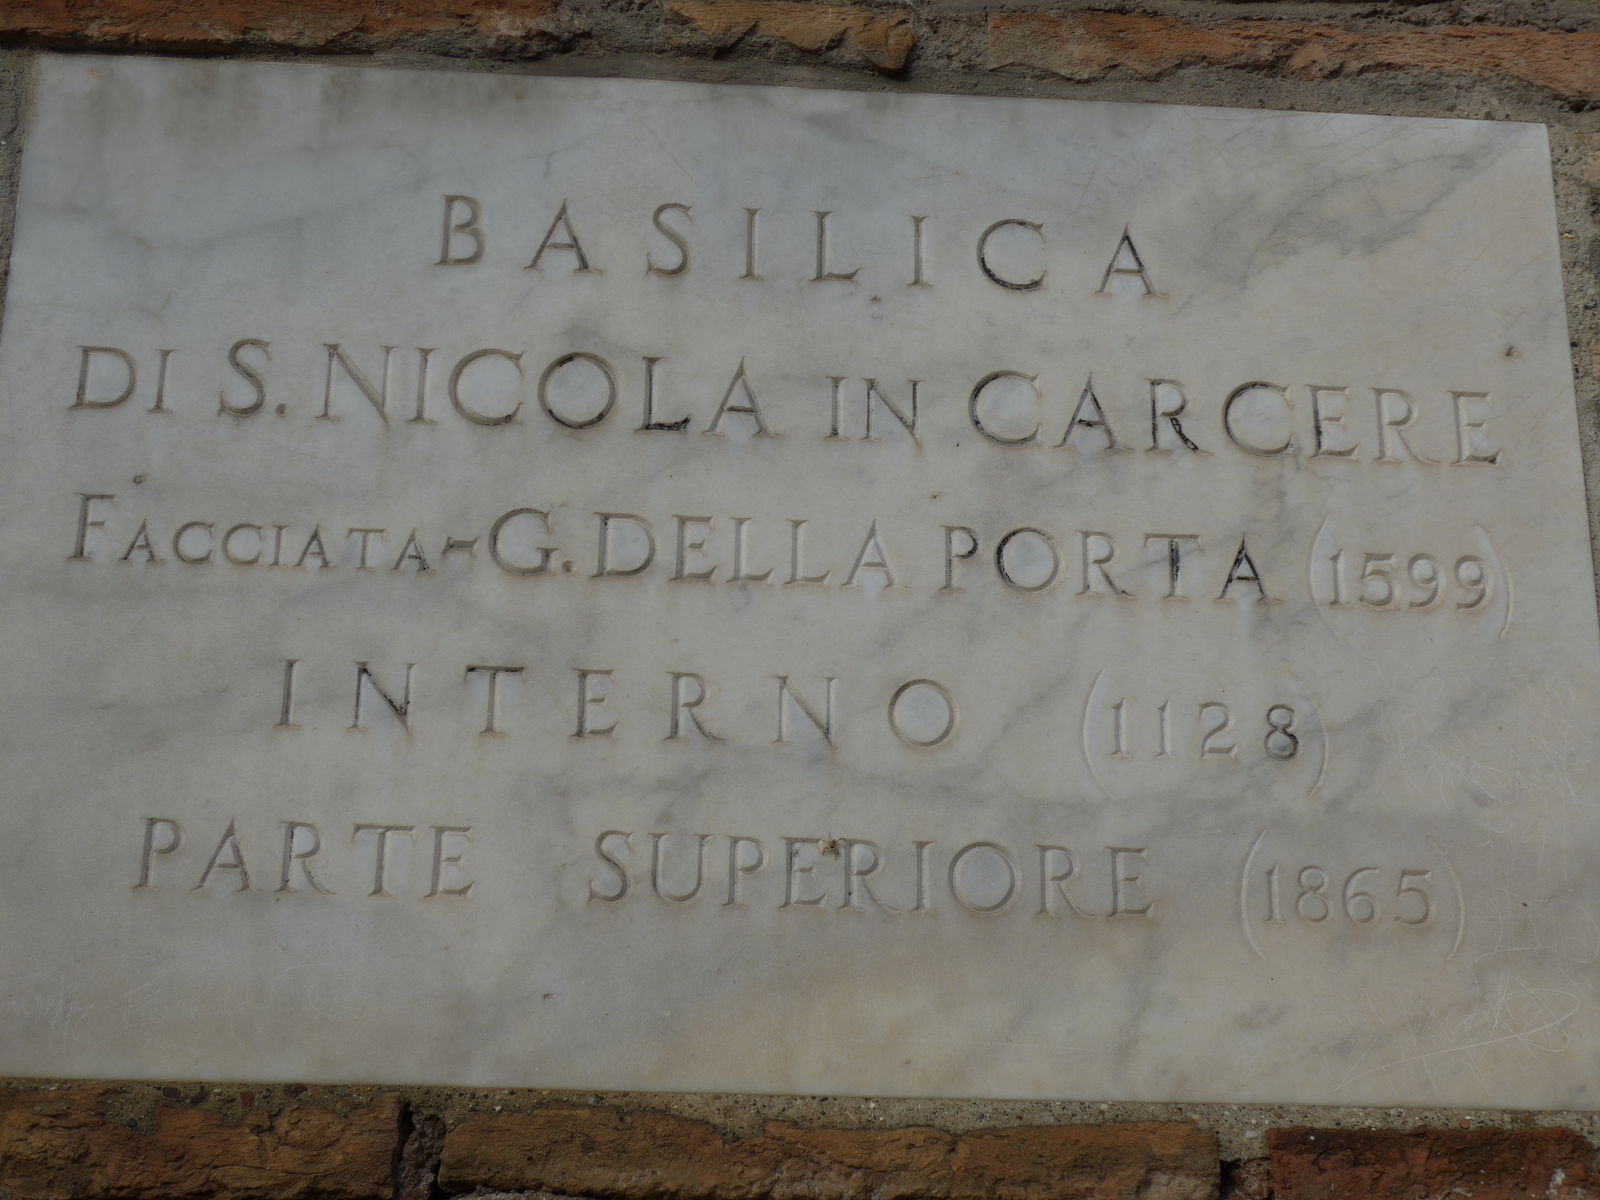 BASILICA
DI S. NICOLA IN CARCERE
FACCIATA-G. DELLA PORTA (1599)
INTERNO (1128)
PARTE SUPERIORE (1865)